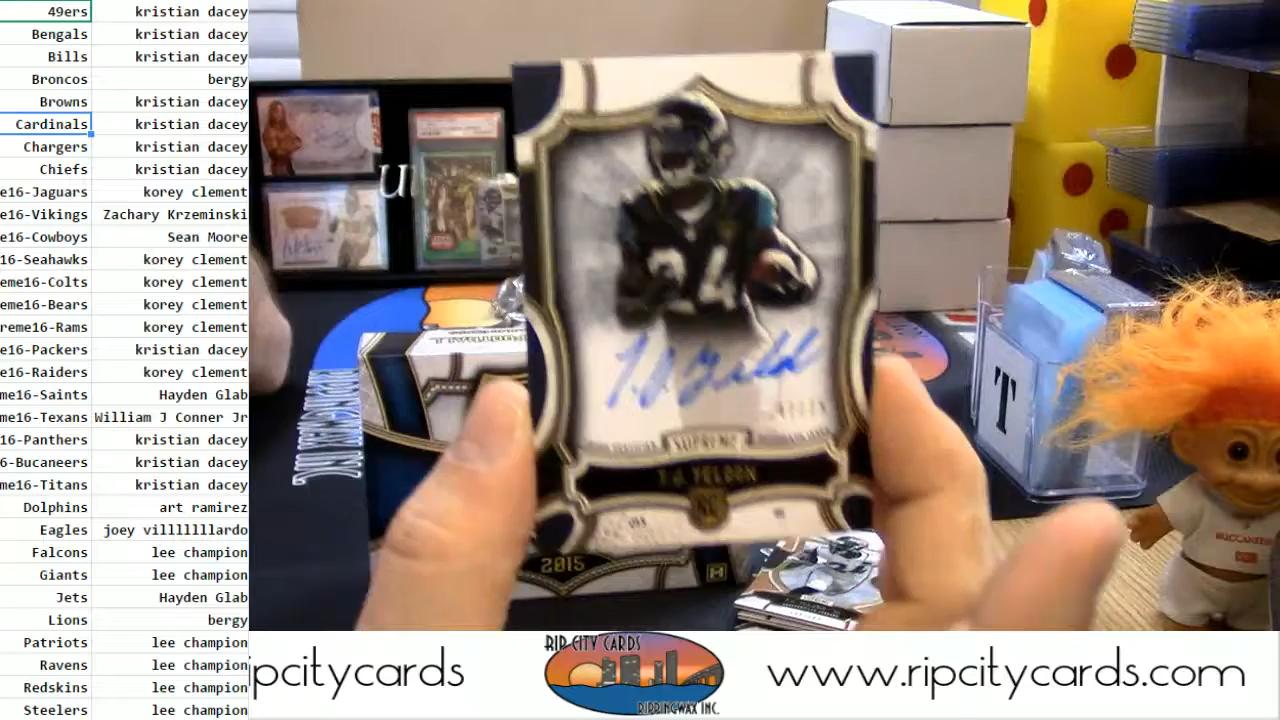 49ers kristian dacey
Bengals kristian dacey
Bills kristian dacey
Broncos bergy
Browns kristian dacey
Cardinals kristian dacey
Chargers kristian dacey
Chiefs kristian dacey
e16-Jaguars korey clement
e16-Vikings Zachary Krzeminski
e16-Cowboys Sean Moore
16-Seahawks korey clement
eme16-Colts korey clement
eme16-Bears korey clement
reme16-Rams korey clement
e16-Packers kristian dacey
e16-Raiders korey clement
me16-Saints Hayden Glab
me16-Texans William J Conner Jr
16-Panthers kristian dacey
6-Bucaneers kristian dacey
me16-Titans kristian dacey
Dolphins art ramirez
Eagles joey villlllllardo
Falcons lee champion
Giants lee champion
Jets Hayden Glab
Lions bergy
Patriots lee champion
Ravens lee champion
Redskins lee champion
Steelers lee champion
u
24
SUPREME
T.J. YELDON
RB
2015
H
T
BUCCANEERS
RIP CITY CARDS
RIPPINGWAX INC.
ipcitycards
www.ripcitycards.com